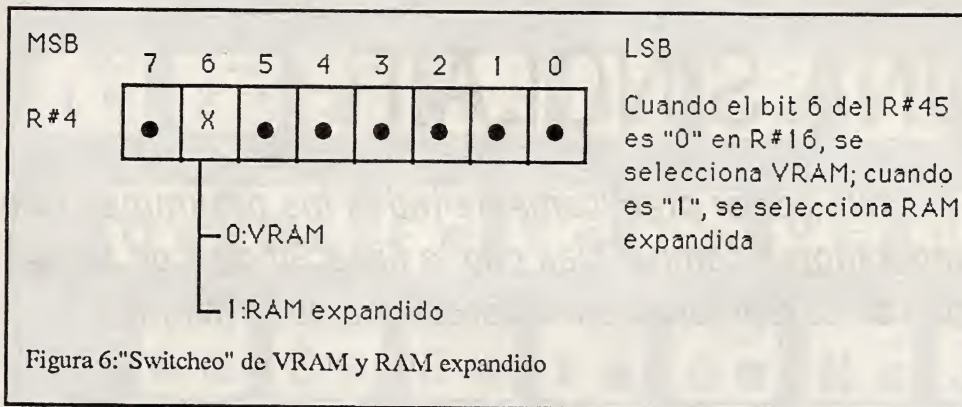 MSB
7 6 5 4 3 2 1 0
LSB
R#4
X
Cuando el bit 6 del R#45
es "0" en R#16, se
selecciona VRAM; cuando
es "1", se selecciona RAM
expandida
0:VRAM
1:RAM expandido
Figura 6:"Switcheo" de VRAM y RAM expandido